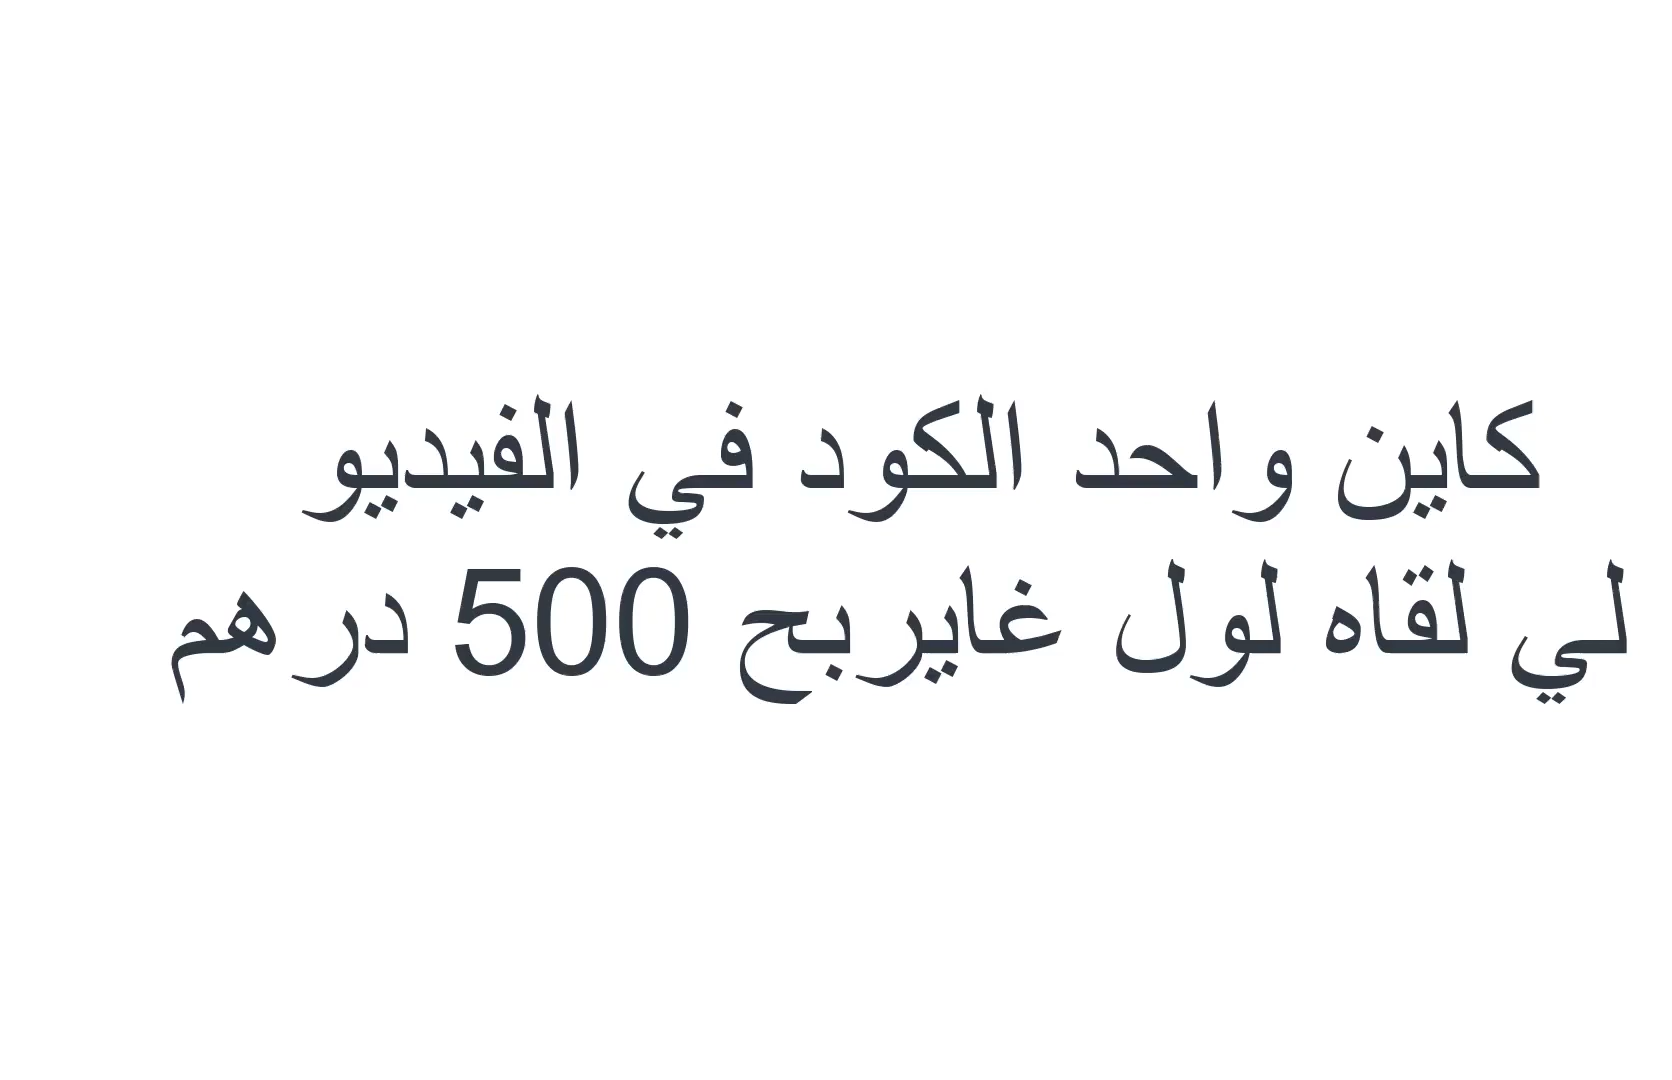 كاين واحد الكود في الفيديو
لي لقاه لول غايربح 500 درهم